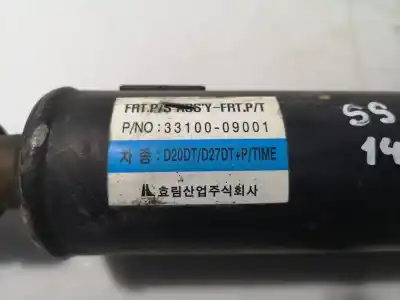 FRT.P/S ASS'Y-FRT.P/T
P/NO:33100-09001
차 종: D20DT/D27DT+P/TIME
효림산업주식회사
SS
14